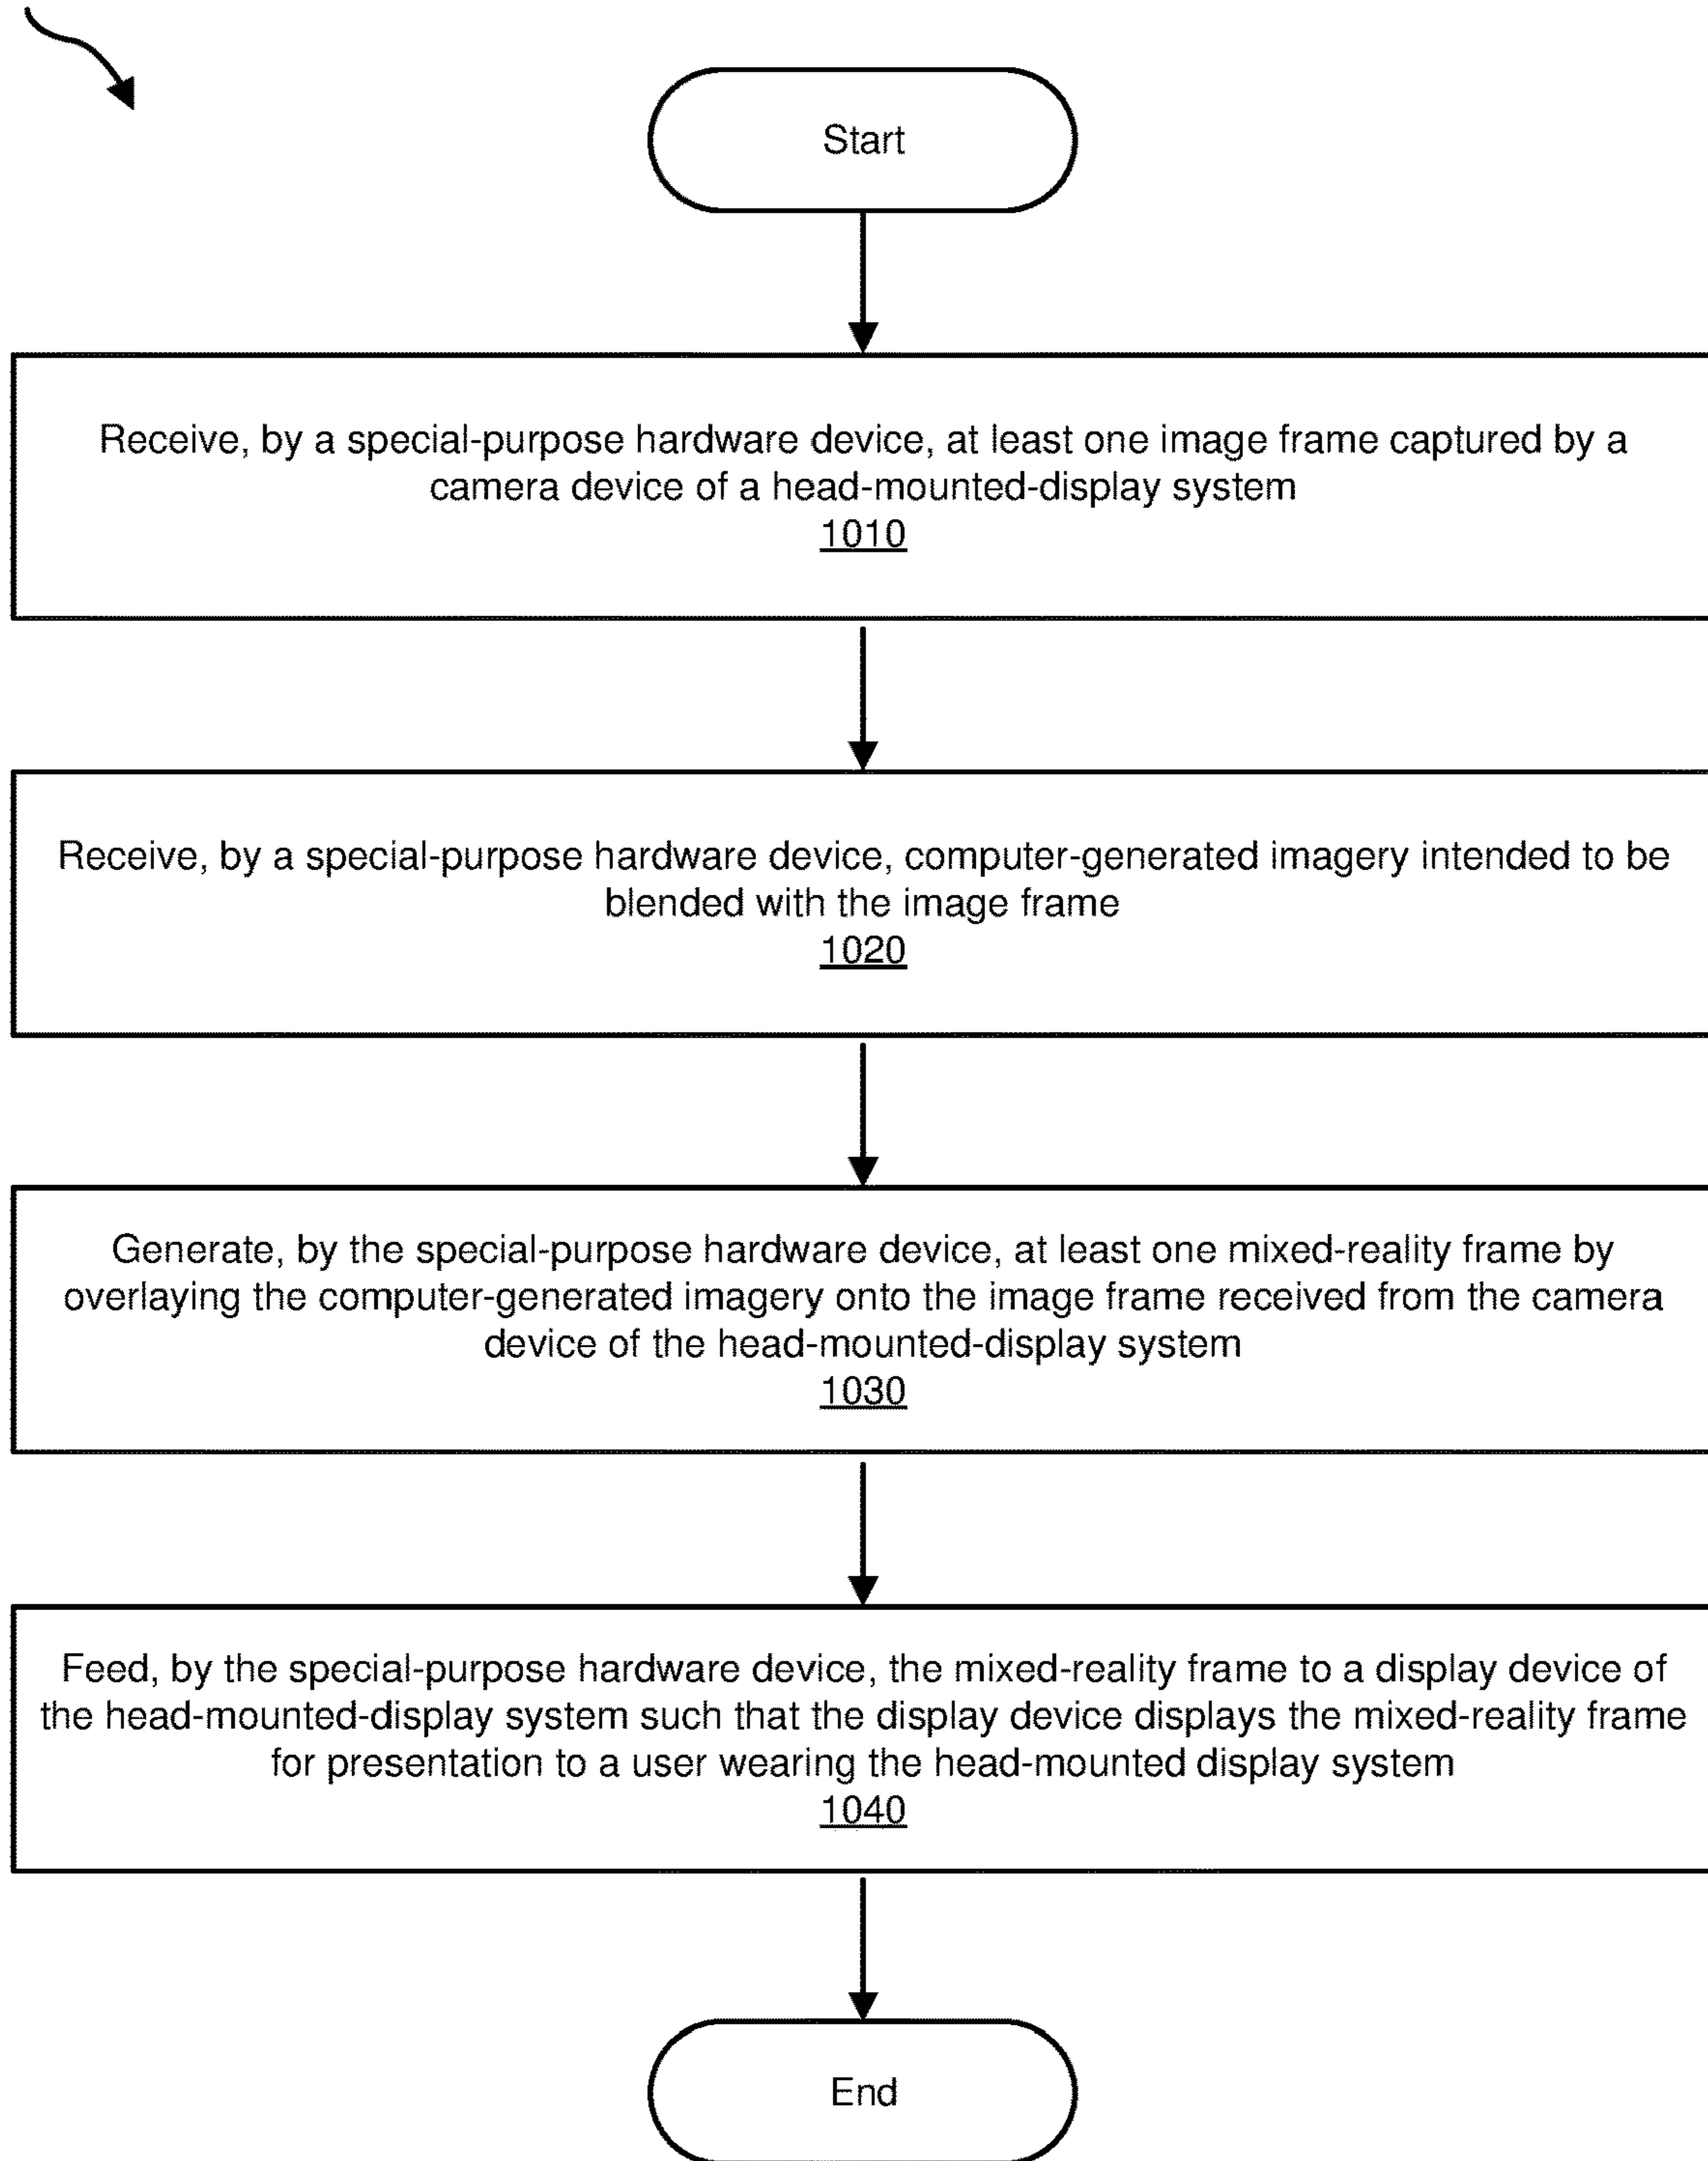 Start
Receive, by a special-purpose hardware device, at least one image frame captured by a
camera device of a head-mounted-display system
1010
Receive, by a special-purpose hardware device, computer-generated imagery intended to be
blended with the image frame
1020
Generate, by the special-purpose hardware device, at least one mixed-reality frame by
overlaying the computer-generated imagery onto the image frame received from the camera
device of the head-mounted-display system
1030
Feed, by the special-purpose hardware device, the mixed-reality frame to a display device of
the head-mounted-display system such that the display device displays the mixed-reality frame
for presentation to a user wearing the head-mounted display system
1040
End